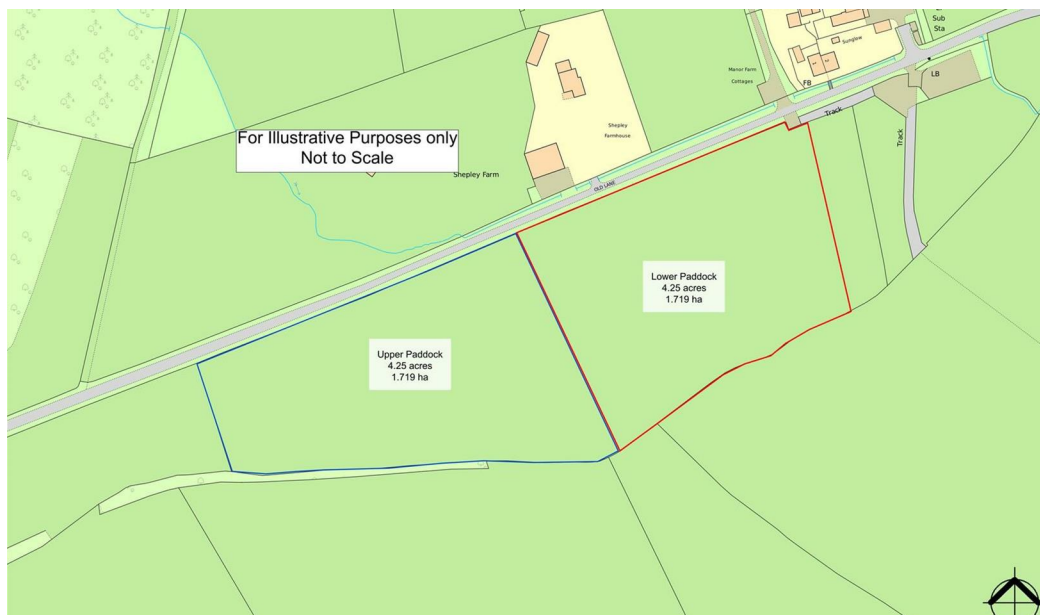 Sub
Sta
Sunglow
Manor Farm
Cottages
FB
LB
Track
Track
For Illustrative Purposes only
Not to Scale
Shepley
Farmhouse
Shepley Farm
OLD LANE
Lower Paddock
4.25 acres
1.719 ha
Upper Paddock
4.25 acres
1.719 ha